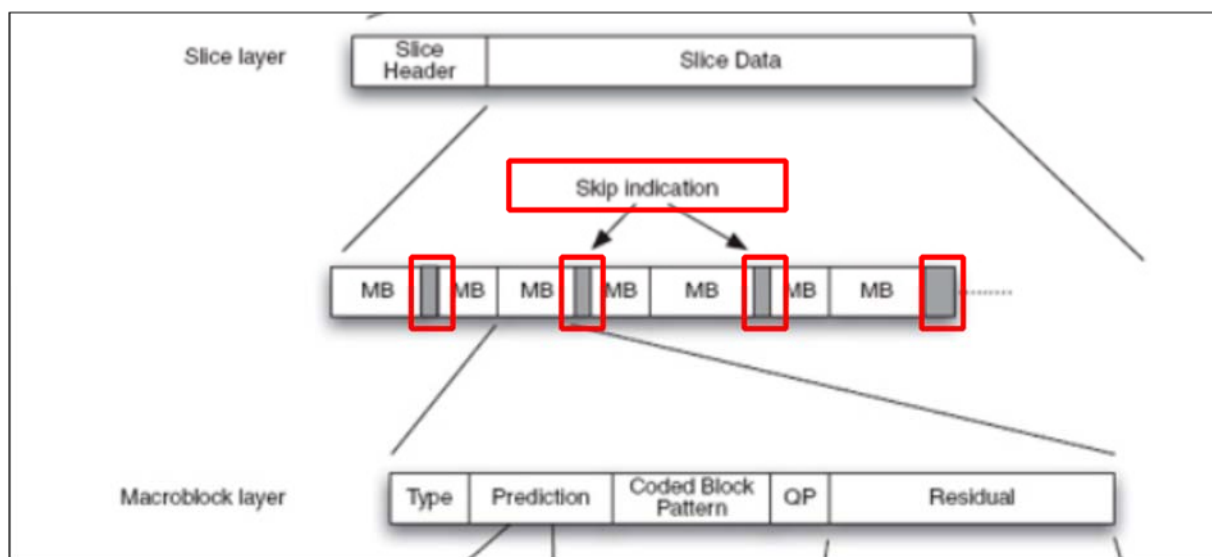 Slice layer
Slice Header
Slice Data
Skip indication
MB MB MB MB MB MB MB
Macroblock layer
Type
Prediction
Coded Block Pattern
QP
Residual